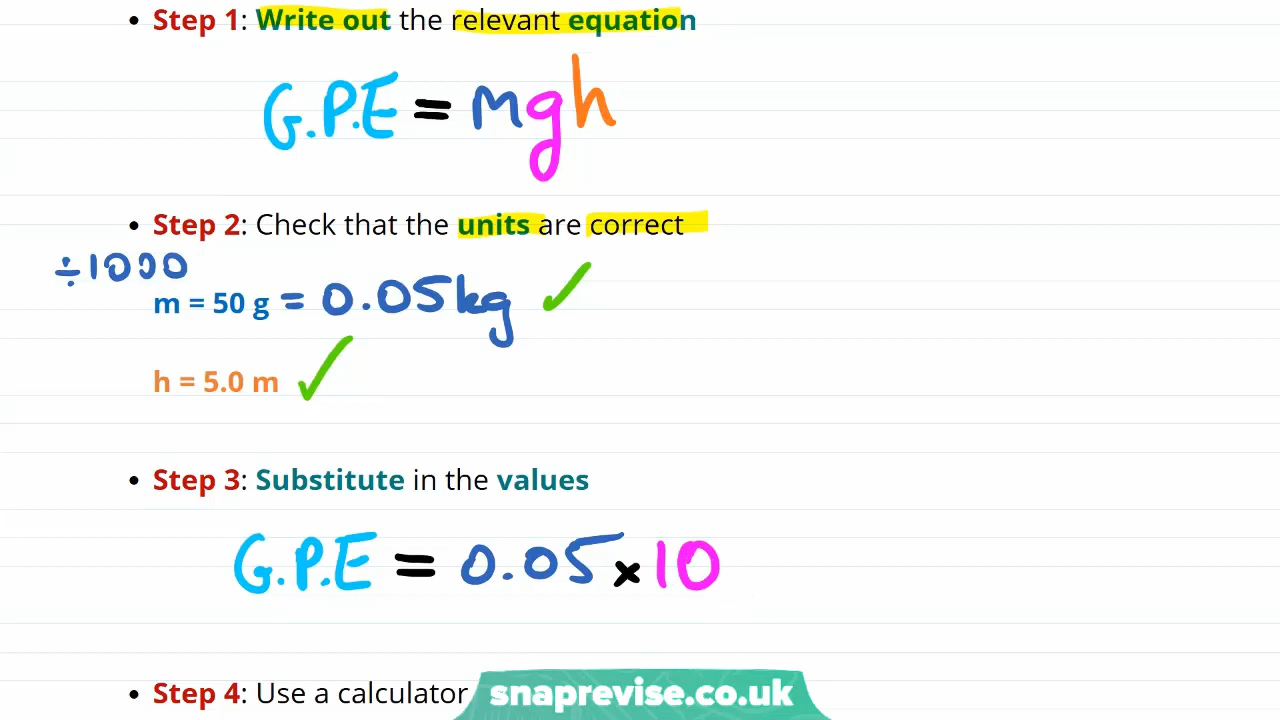 • Step 1: Write out the relevant equation
G.P.E = mgh
• Step 2: Check that the units are correct
÷1000
m = 50 g = 0.05kg ✓
h = 5.0 m ✓
• Step 3: Substitute in the values
G.P.E = 0.05 × 10
• Step 4: Use a calculator
snaprevise.co.uk